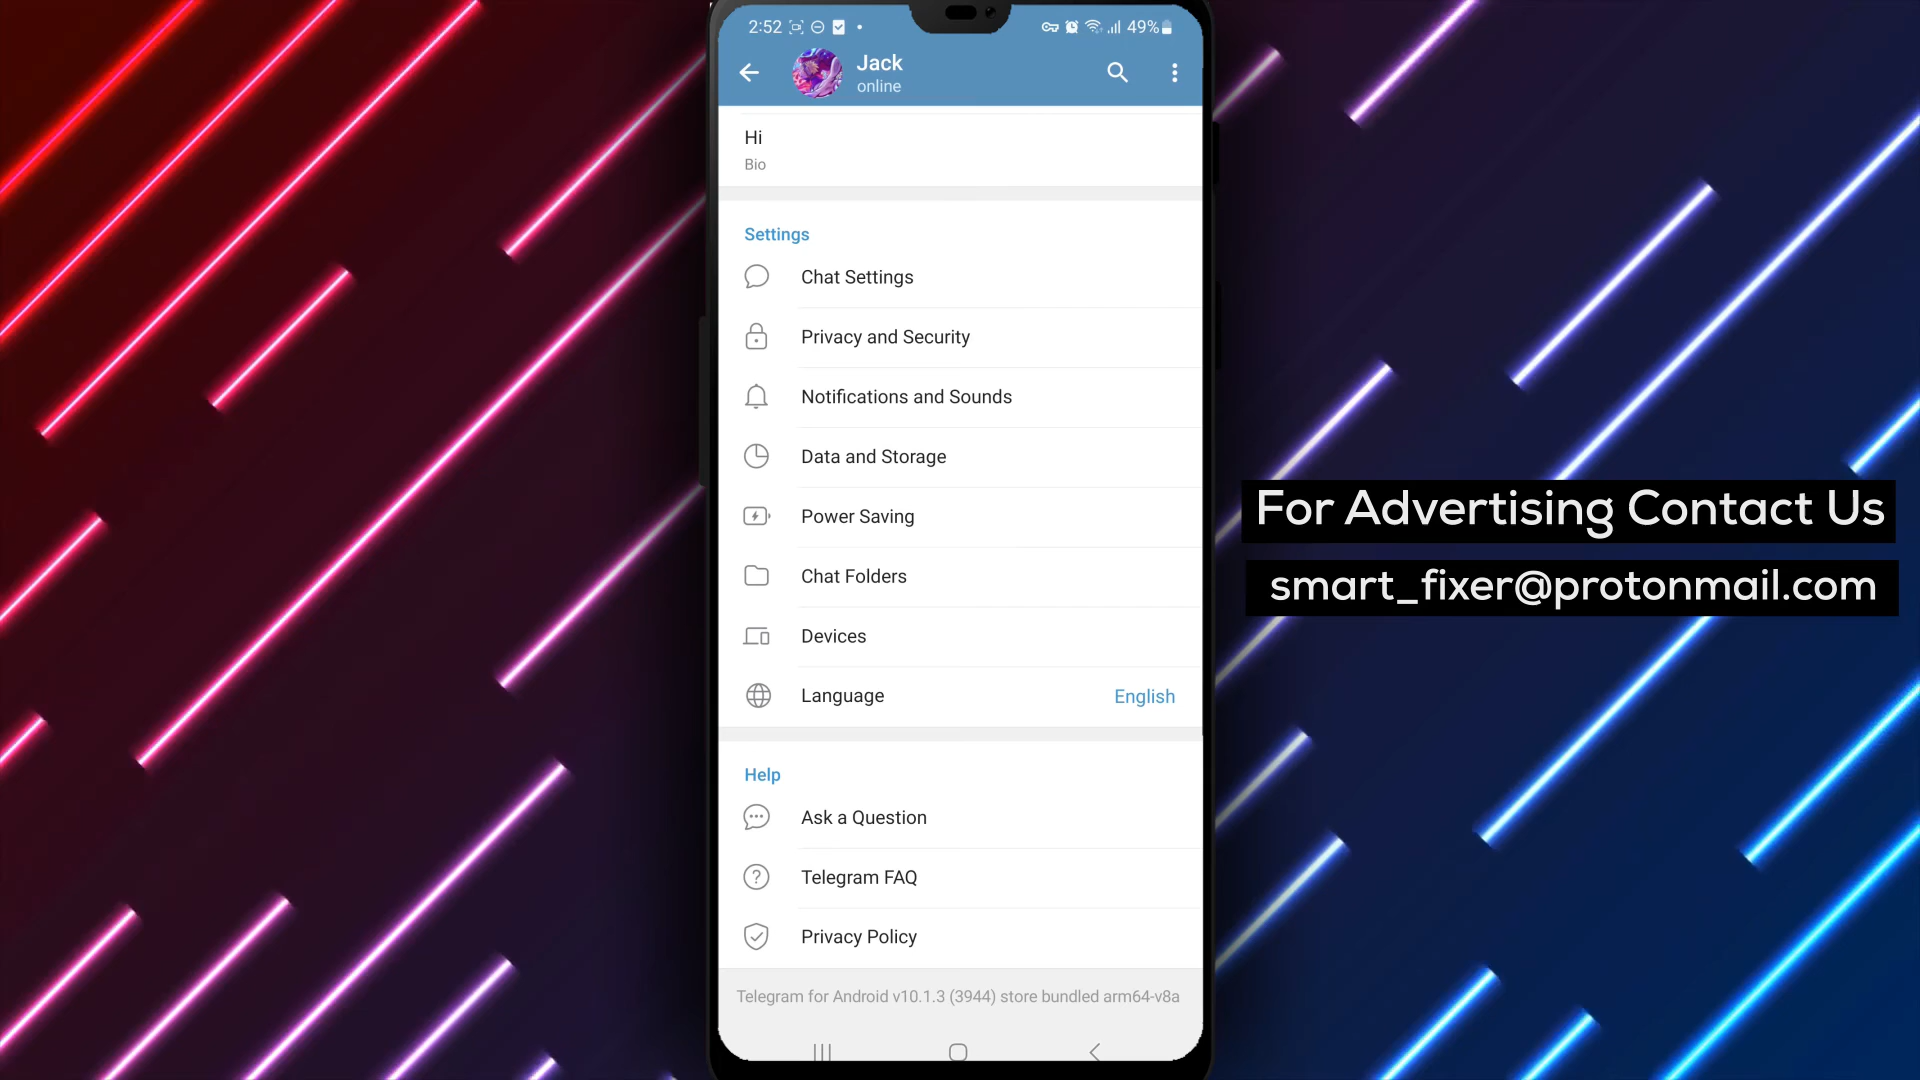 2:52
49%
Jack
online
Hi
Bio
Settings
Chat Settings
Privacy and Security
Notifications and Sounds
Data and Storage
Power Saving
Chat Folders
Devices
Language English
Help
Ask a Question
Telegram FAQ
Privacy Policy
Telegram for Android v10.1.3 (3944) store bundled arm64-v8a
For Advertising Contact Us
smart_fixer@protonmail.com